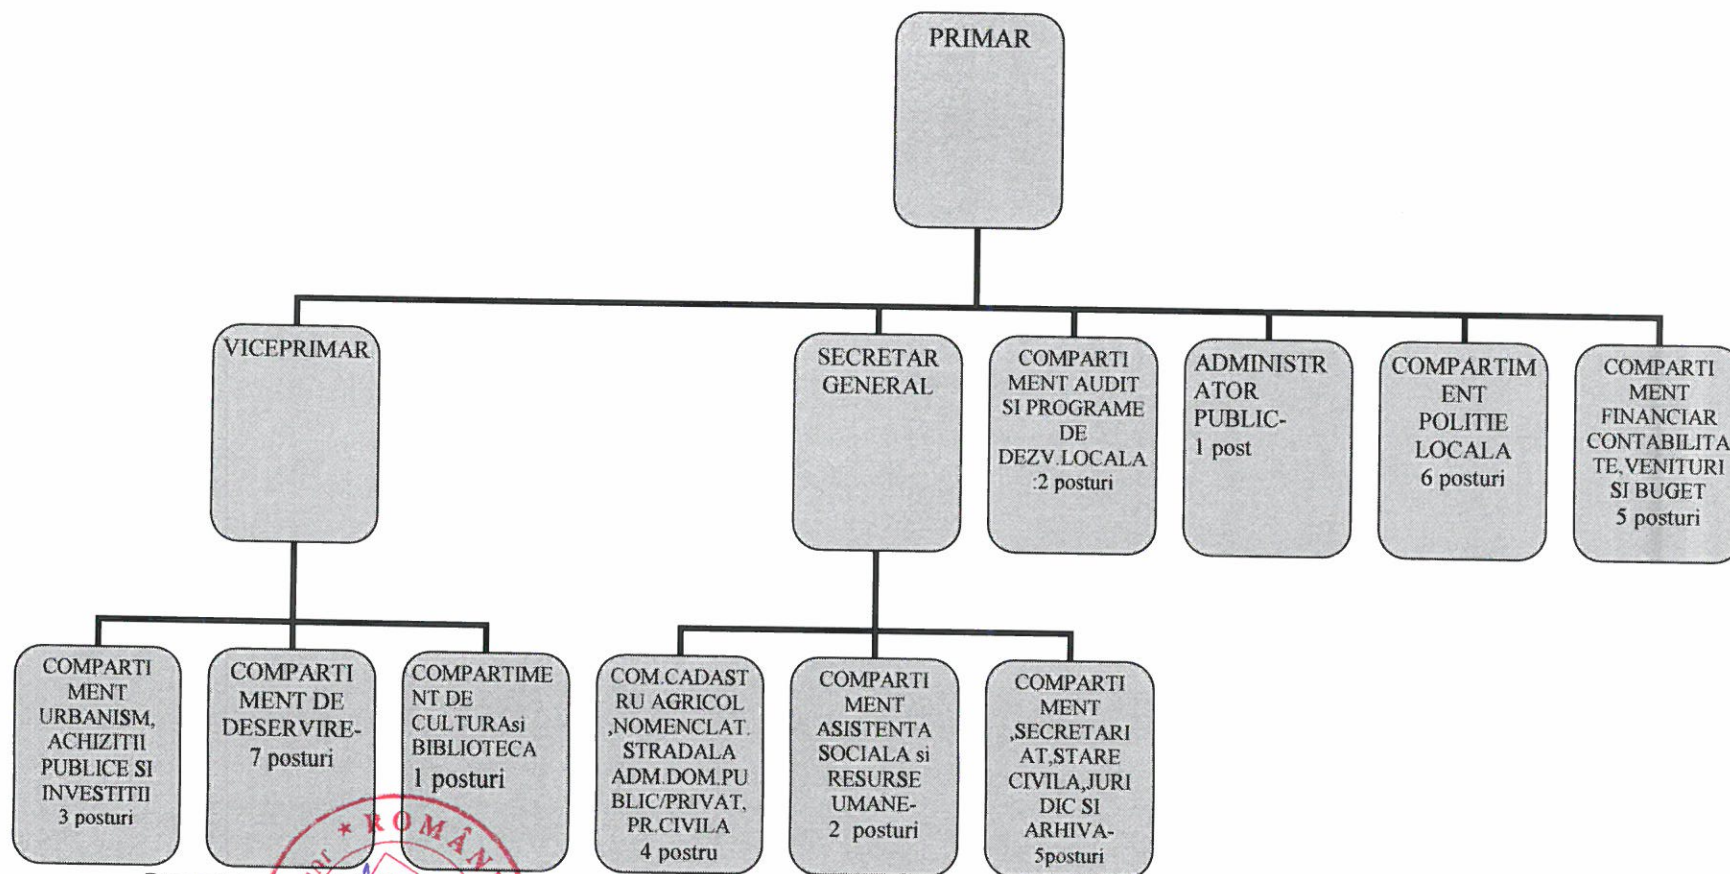 PRIMAR
VICEPRIMAR
SECRETAR
GENERAL
COMPARTI
MENT AUDIT
SI PROGRAME
DE
DEZV.LOCALA
:2 posturi
ADMINISTR
ATOR
PUBLIC-
1 post
COMPARTIM
ENT
POLITIE
LOCALA
6 posturi
COMPARTI
MENT
FINANCIAR
CONTABILITA
TE,VENITURI
SI BUGET
5 posturi
COMPARTI
MENT
URBANISM,
ACHIZITII
PUBLICE SI
INVESTITII
3 posturi
COMPARTI
MENT DE
DESERVIRE-
7 posturi
COMPARTIME
NT DE
CULTURAsi
BIBLIOTECA
1 posturi
COM.CADAST
RU AGRICOL
,NOMENCLAT.
STRADALA
ADM.DOM.PU
BLIC/PRIVAT,
PR.CIVILA
4 postru
COMPARTI
MENT
ASISTENTA
SOCIALA si
RESURSE
UMANE-
2 posturi
COMPARTI
MENT
,SECRETARI
AT,STARE
CIVILA,JURI
DIC SI
ARHIVA-
5posturi
★ ROMÂN